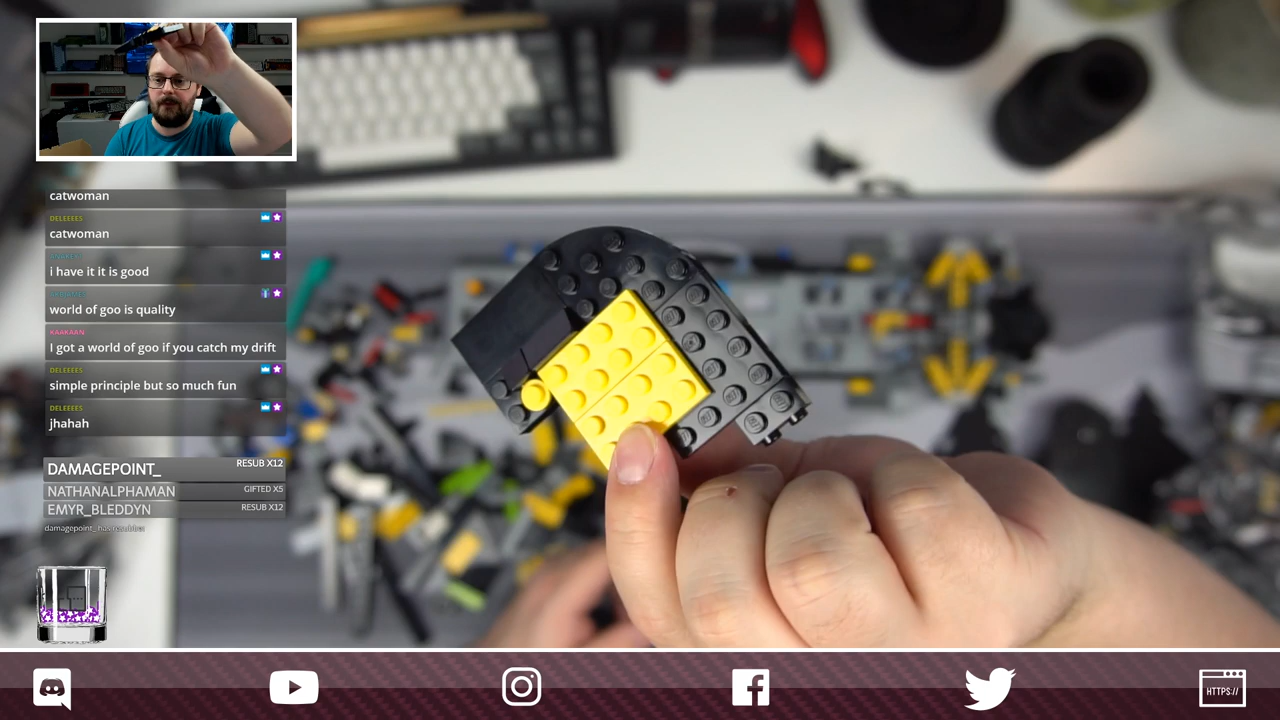 catwoman
DELEEEES
catwoman
i have it it is good
world of goo is quality
KAAKAAN
I got a world of goo if you catch my drift
DELEEEES
simple principle but so much fun
DELEEEES
jhahah
DAMAGEPOINT_ RESUB X12
NATHANALPHAMAN GIFTED X5
EMYR_BLEDDYN RESUB X12
damagepoint_ has
HTTPS://